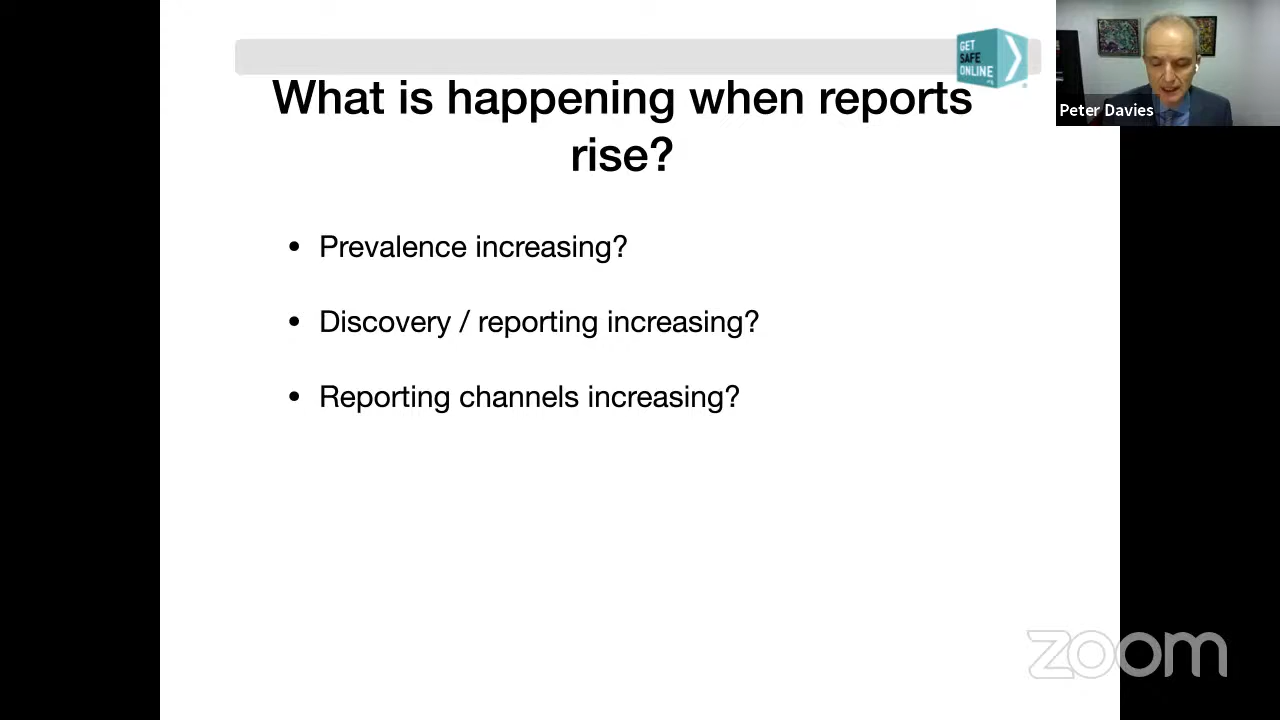 GET
SAFE
ONLINE
What is happening when reports
rise?
• Prevalence increasing?
• Discovery / reporting increasing?
• Reporting channels increasing?
Peter Davies
zoom